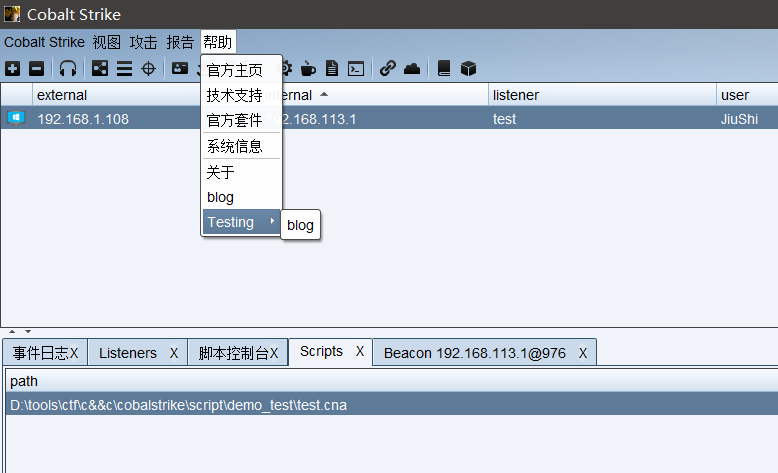 Cobalt Strike
Cobalt Strike 视图 攻击 报告 帮助
官方主页
技术支持
官方套件
系统信息
关于
blog
Testing
blog
external internal listener user
192.168.1.108 192.168.113.1 test JiuShi
事件日志X Listeners X 脚本控制台X Scripts X Beacon 192.168.113.1@976 X
path
D:\tools\ctf\c&&c\cobalstrike\script\demo_test\test.cna